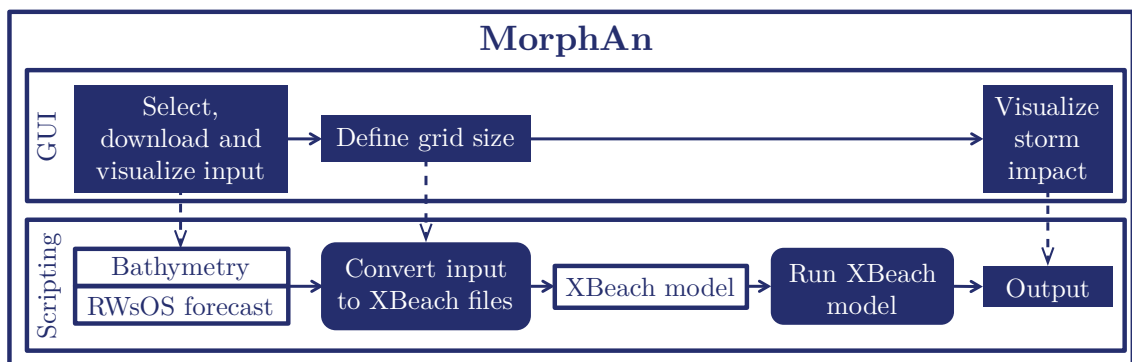 MorphAn
GUI
Select,
download and
visualize input
Define grid size
Visualize
storm
impact
Scripting
Bathymetry
RWsOS forecast
Convert input
to XBeach files
XBeach model
Run XBeach
model
Output